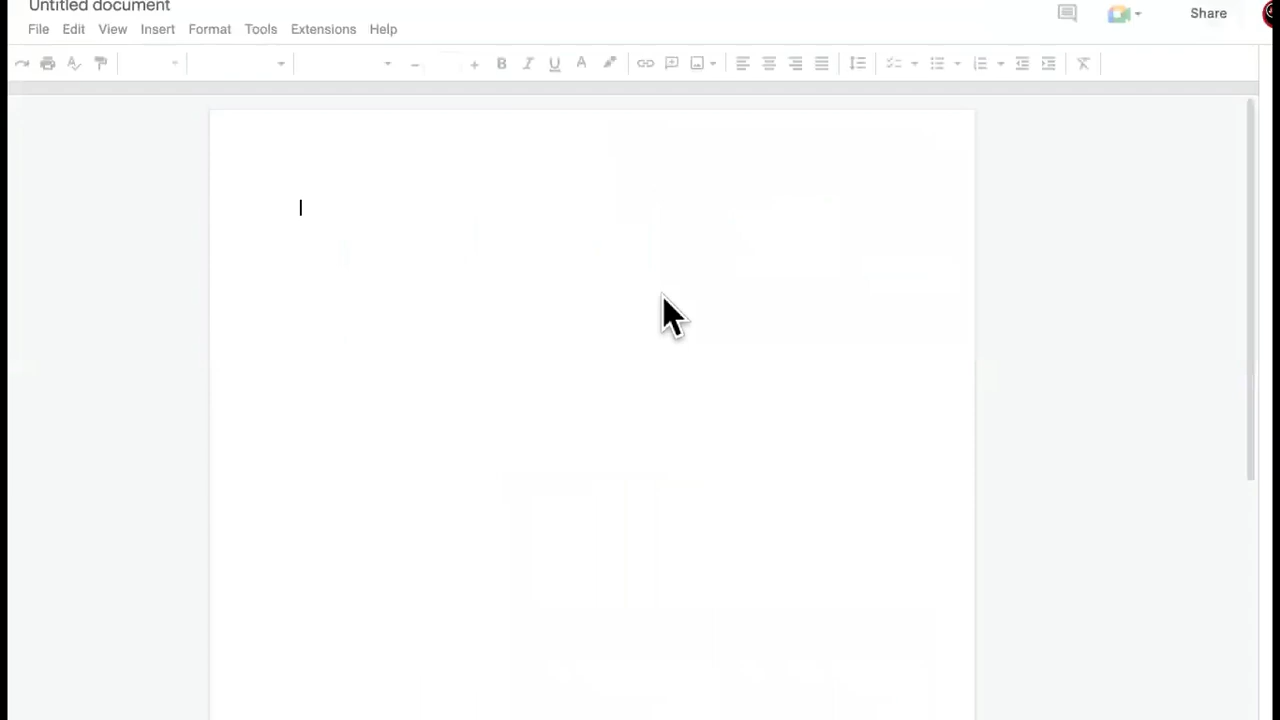 Untitled document
Share
File Edit View Insert Format Tools Extensions Help